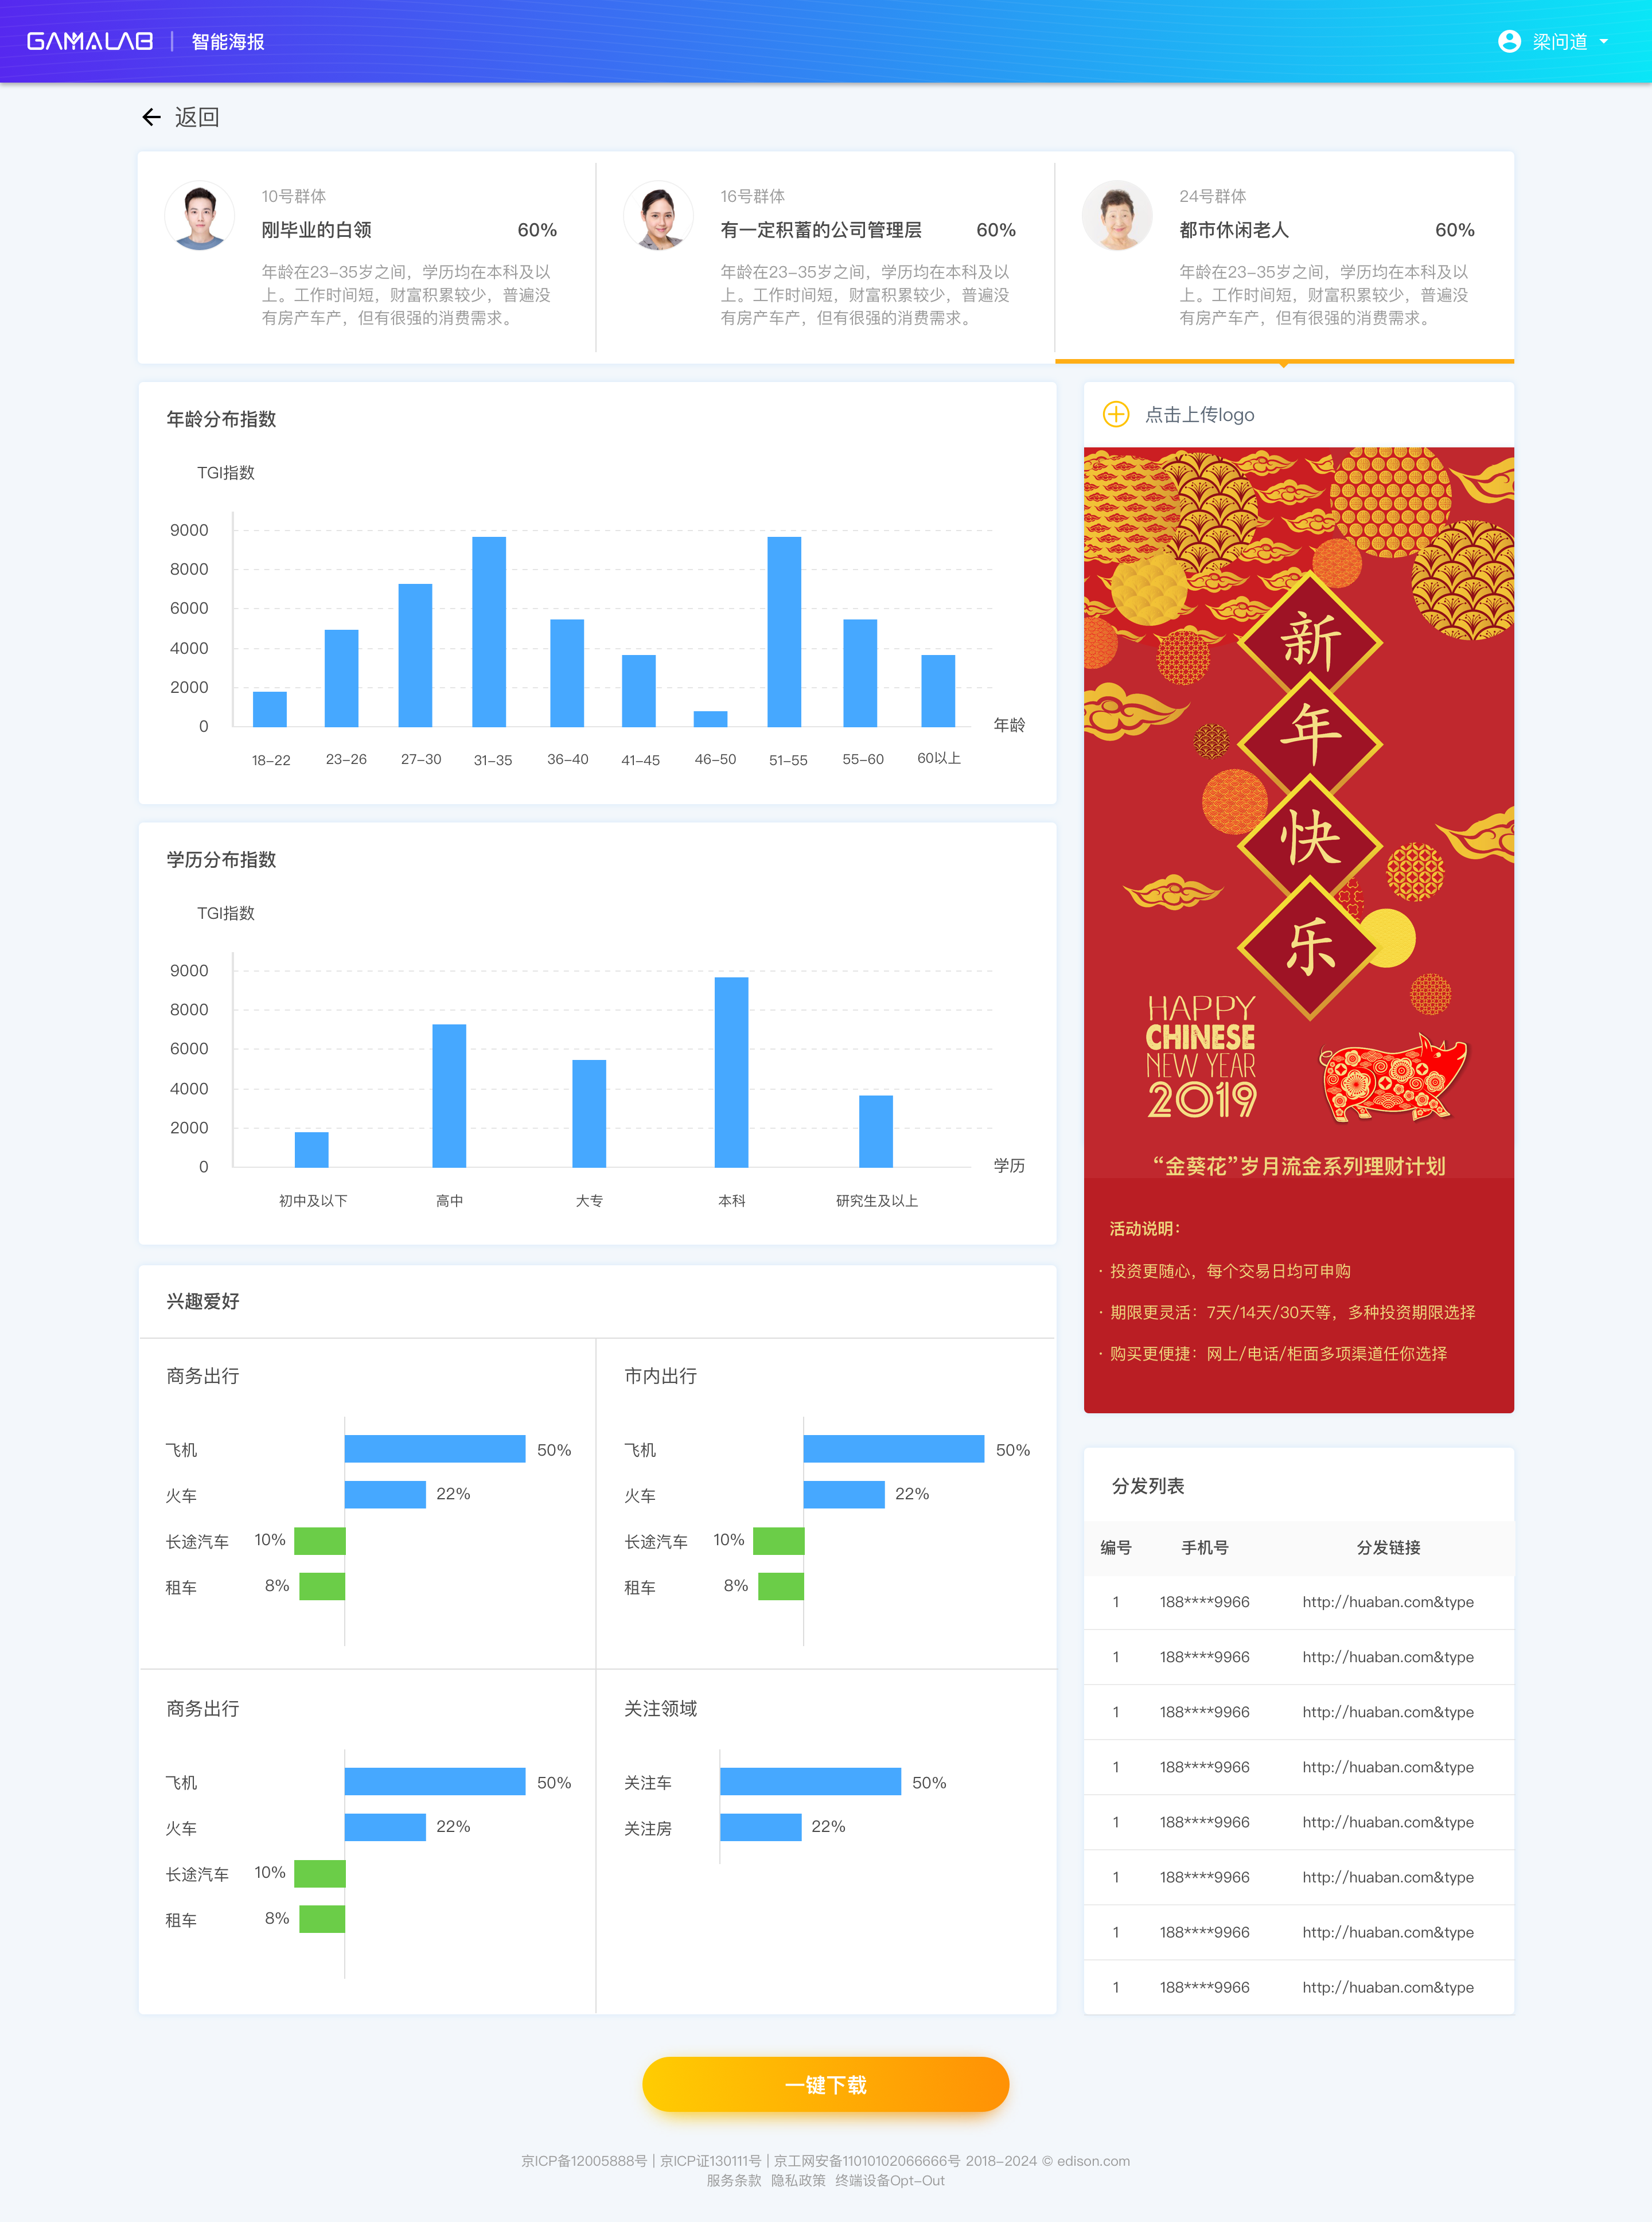 GAMALAB | 智能海报
梁问道
返回
10号群体
刚毕业的白领 60%
年龄在23-35岁之间，学历均在本科及以
上。工作时间短，财富积累较少，普遍没
有房产车产，但有很强的消费需求。
16号群体
有一定积蓄的公司管理层 60%
年龄在23-35岁之间，学历均在本科及以
上。工作时间短，财富积累较少，普遍没
有房产车产，但有很强的消费需求。
24号群体
都市休闲老人 60%
年龄在23-35岁之间，学历均在本科及以
上。工作时间短，财富积累较少，普遍没
有房产车产，但有很强的消费需求。
年龄分布指数
TGI指数
9000
8000
6000
4000
2000
0
年龄
18-22 23-26 27-30 31-35 36-40 41-45 46-50 51-55 55-60 60以上
学历分布指数
TGI指数
9000
8000
6000
4000
2000
0
学历
初中及以下 高中 大专 本科 研究生及以上
兴趣爱好
商务出行
飞机 50%
火车 22%
长途汽车 10%
租车 8%
市内出行
飞机 50%
火车 22%
长途汽车 10%
租车 8%
商务出行
飞机 50%
火车 22%
长途汽车 10%
租车 8%
关注领域
关注车 50%
关注房 22%
点击上传logo
新
年
快
乐
HAPPY
CHINESE
NEW YEAR
2019
“金葵花”岁月流金系列理财计划
活动说明：
· 投资更随心，每个交易日均可申购
· 期限更灵活：7天/14天/30天等，多种投资期限选择
· 购买更便捷：网上/电话/柜面多项渠道任你选择
分发列表
编号 手机号 分发链接
1 188****9966 http://huaban.com&type
1 188****9966 http://huaban.com&type
1 188****9966 http://huaban.com&type
1 188****9966 http://huaban.com&type
1 188****9966 http://huaban.com&type
1 188****9966 http://huaban.com&type
1 188****9966 http://huaban.com&type
1 188****9966 http://huaban.com&type
一键下载
京ICP备12005888号 | 京ICP证130111号 | 京工网安备11010102066666号 2018-2024 © edison.com
服务条款 隐私政策 终端设备Opt-Out